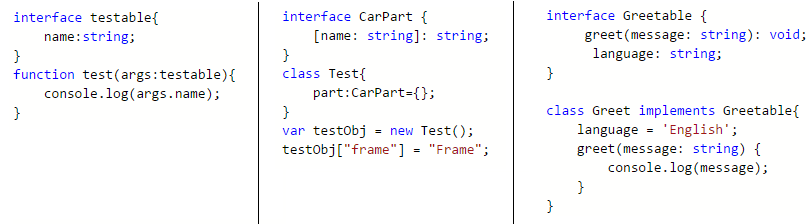 interface testable{
name:string;
}
function test(args:testable){
console.log(args.name);
}
interface CarPart {
[name: string]: string;
}
class Test{
part:CarPart={};
}
var testObj = new Test();
testObj["frame"] = "Frame";
interface Greetable {
greet(message: string): void;
language: string;
}
class Greet implements Greetable{
language = 'English';
greet(message: string) {
console.log(message);
}
}